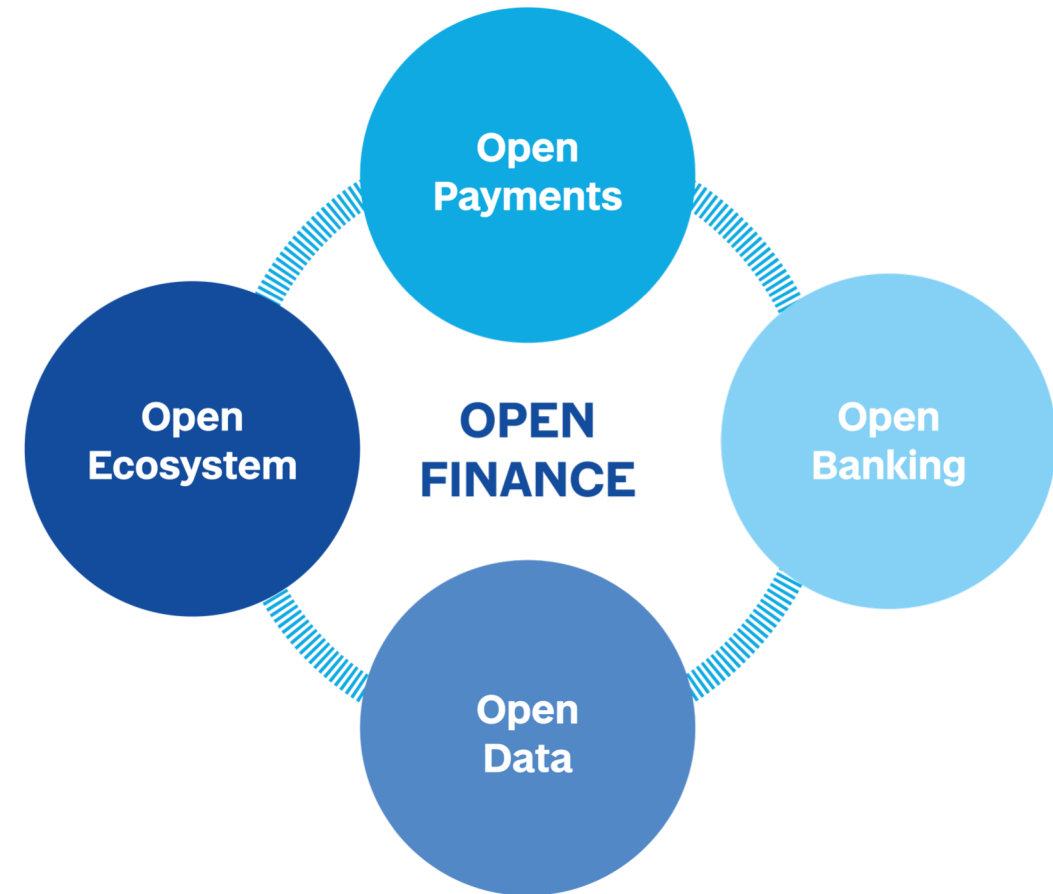 Open
Payments
Open
Ecosystem
OPEN
FINANCE
Open
Banking
Open
Data